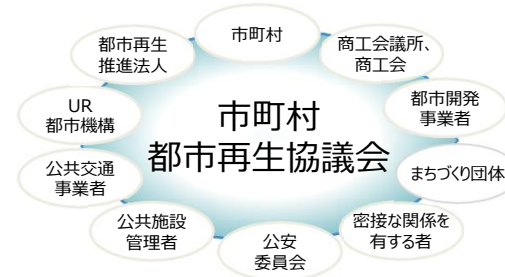 市町村
都市再生協議会
市町村
商工会議所、
商工会
都市開発
事業者
まちづくり団体
密接な関係を
有する者
公安
委員会
公共施設
管理者
公共交通
事業者
UR
都市機構
都市再生
推進法人